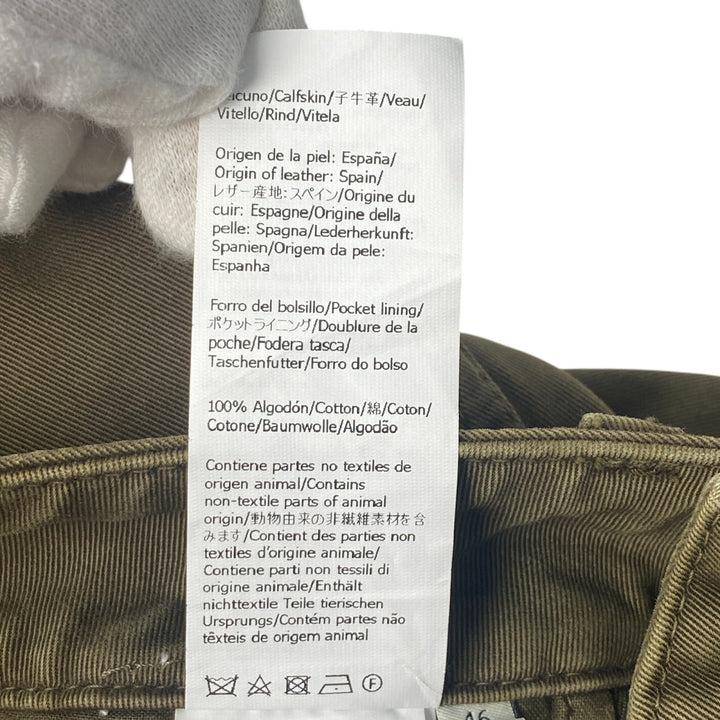 /Calfskin/子牛革/Veau/
Vitello/Rind/Vitela
Origen de la piel: España/
Origin of leather: Spain/
レザー産地:スペイン/Origine du
cuir: Espagne/Origine della
pelle: Spagna/Lederherkunft:
Spanien/Origem da pele:
Espanha
Forro del bolsillo/Pocket lining/
ポケットライニング/Doublure de la
poche/Fodera tasca/
Taschenfutter/Forro do bolso
100% Algodón/Cotton/綿/Coton/
Cotone/Baumwolle/Algodão
Contiene partes no textiles de
origen animal/Contains
non-textile parts of animal
origin/動物由来の非繊維素材を含
みます/Contient des parties non
textiles d'origine animale/
Contiene parti non tessili di
origine animale/Enthält
nichttextile Teile tierischen
Ursprungs/Contém partes não
têxteis de origem animal
F